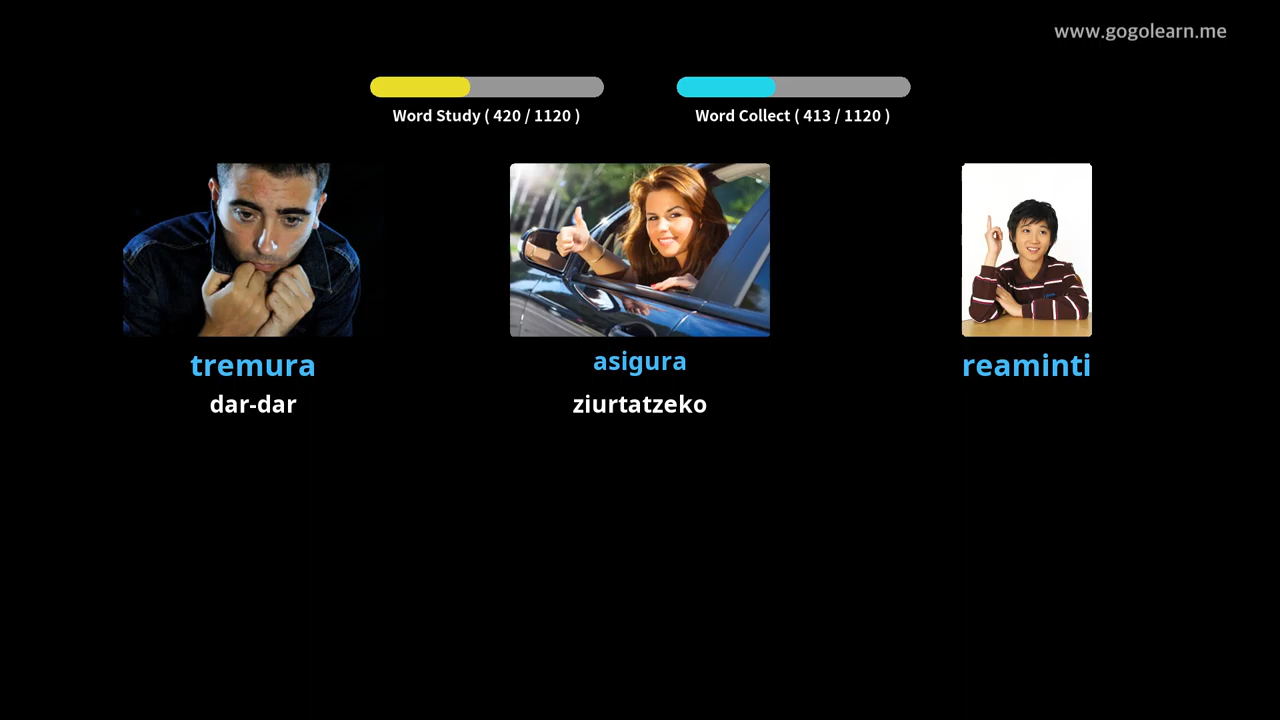 www.gogolearn.me
Word Study ( 420 / 1120 )
Word Collect ( 413 / 1120 )
tremura
asigura
reaminti
dar-dar
ziurtatzeko